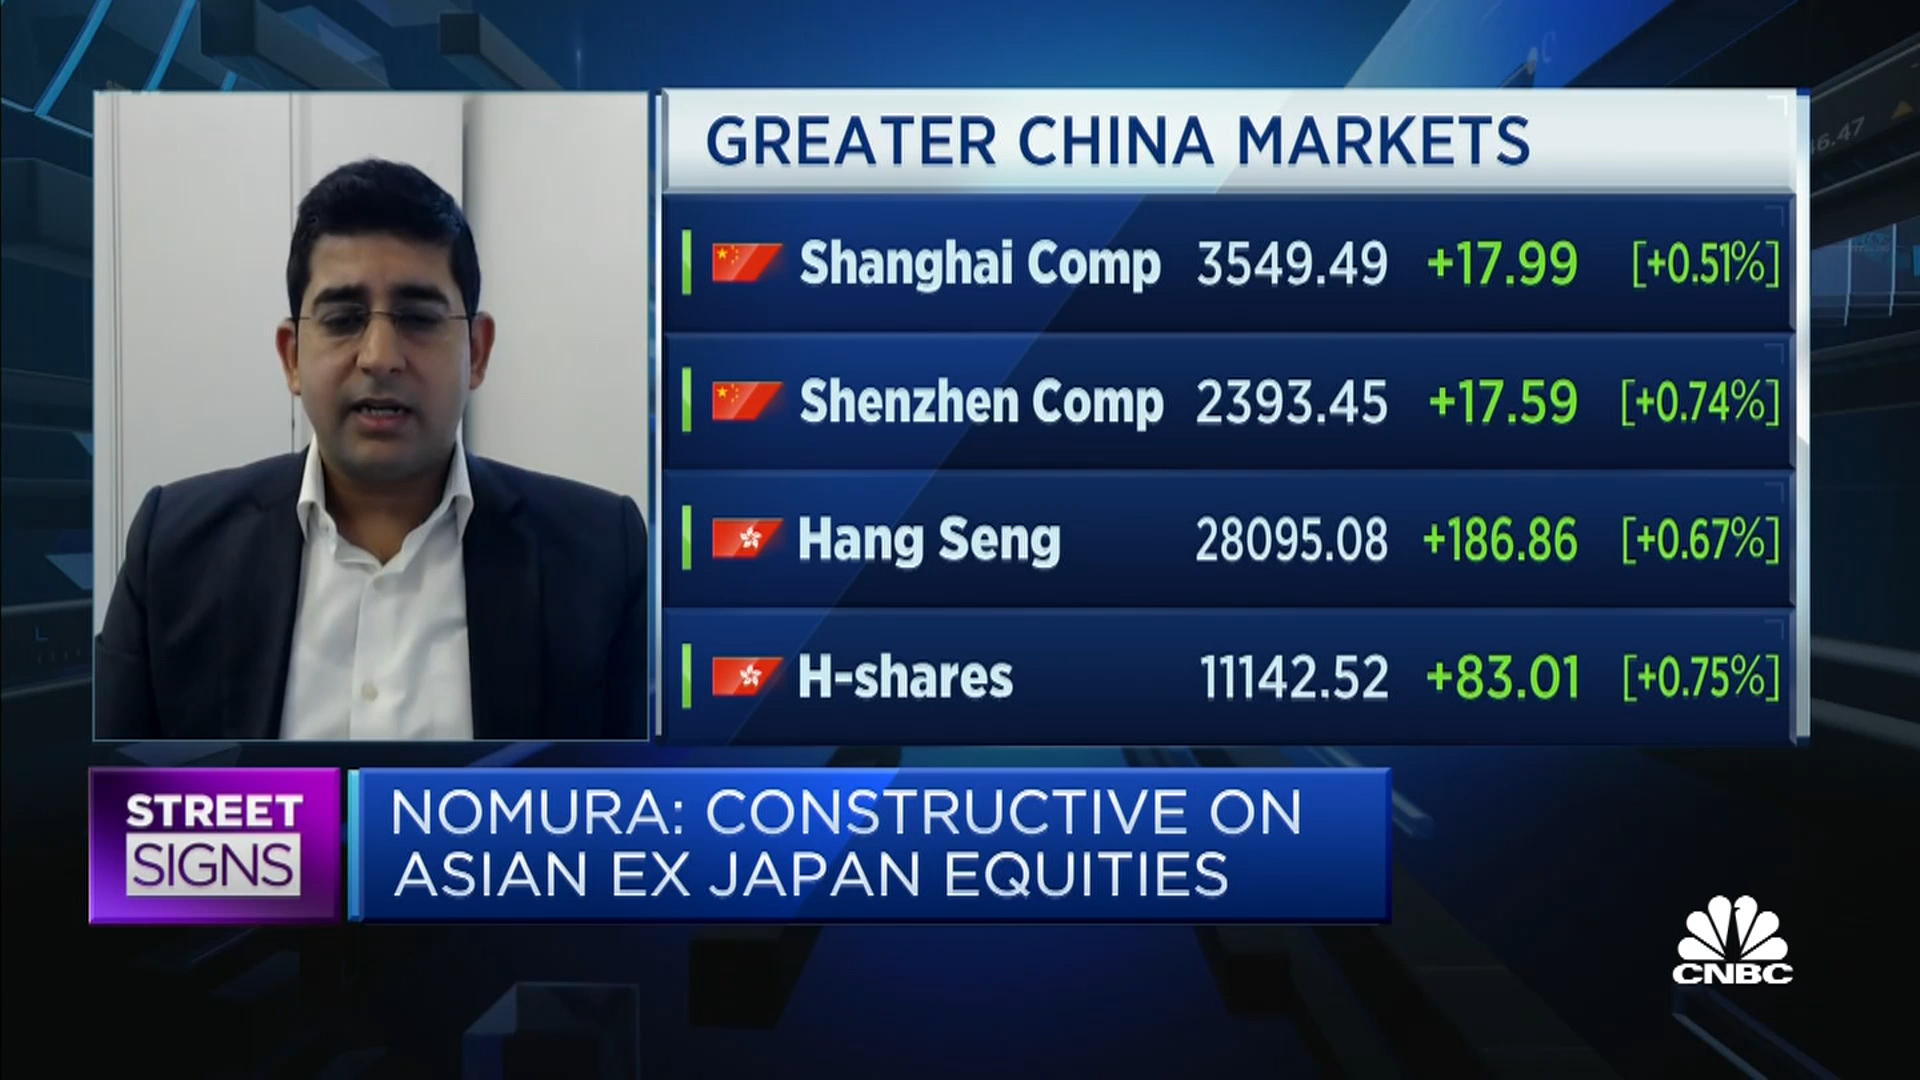 GREATER CHINA MARKETS
Shanghai Comp 3549.49 +17.99 [+0.51%]
Shenzhen Comp 2393.45 +17.59 [+0.74%]
Hang Seng 28095.08 +186.86 [+0.67%]
H-shares 11142.52 +83.01 [+0.75%]
STREET
SIGNS
NOMURA: CONSTRUCTIVE ON
ASIAN EX JAPAN EQUITIES
CNBC